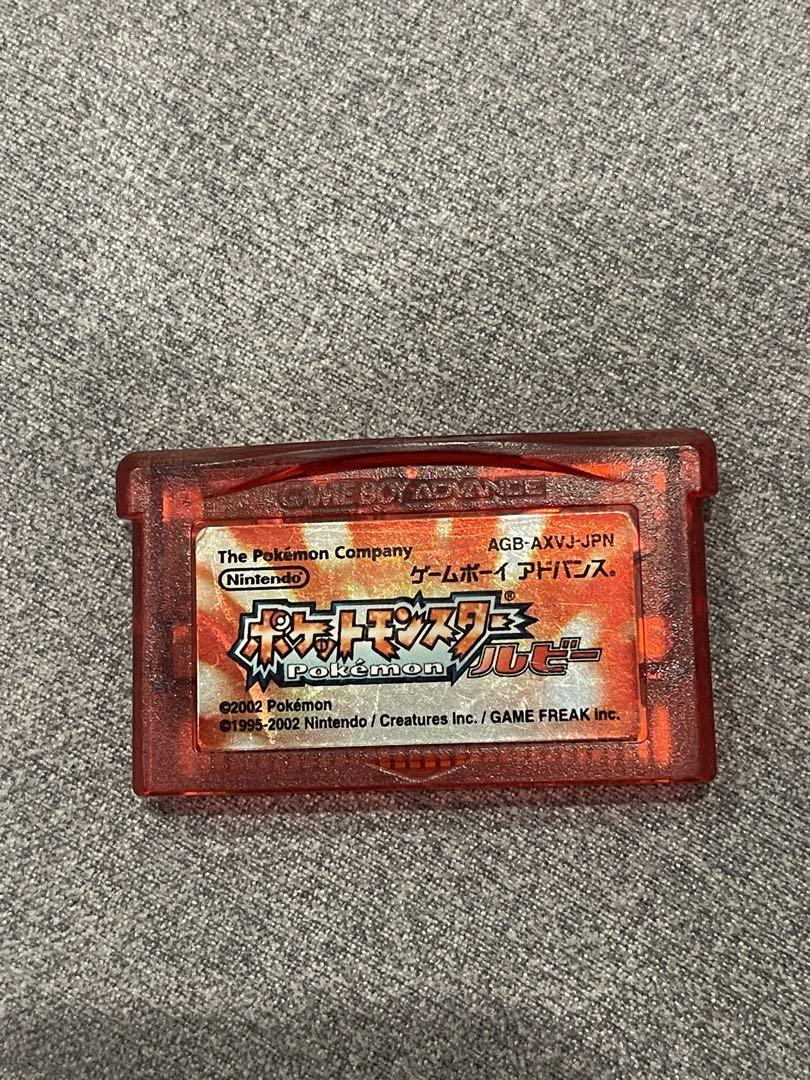 GAME BOY ADVANCE
The Pokémon Company
AGB-AXVJ-JPN
Nintendo®
ゲームボーイ アドバンス®
ポケットモンスター®
Pokémon
ルビー
©2002 Pokémon
©1995-2002 Nintendo / Creatures Inc. / GAME FREAK inc.